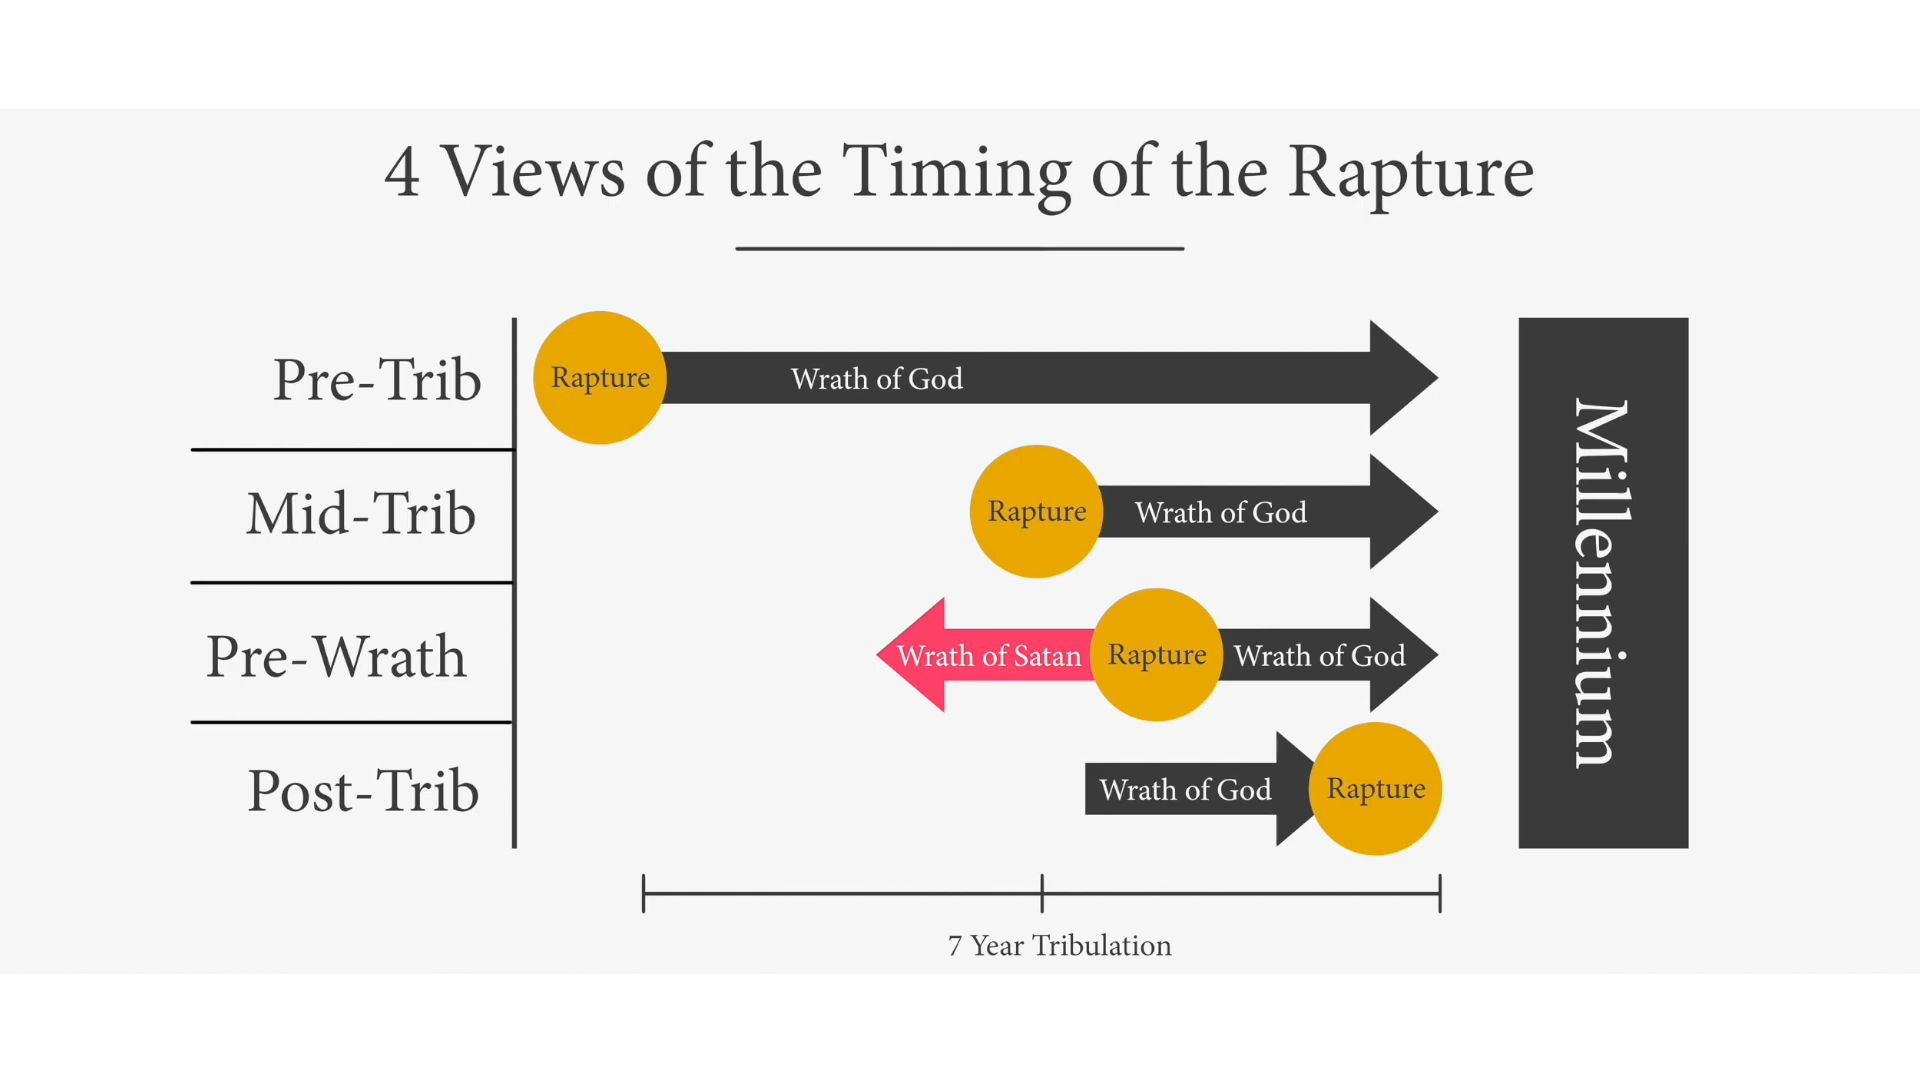 4 Views of the Timing of the Rapture
Pre-Trib
Rapture
Wrath of God
Mid-Trib
Rapture
Wrath of God
Pre-Wrath
Wrath of Satan
Rapture
Wrath of God
Post-Trib
Wrath of God
Rapture
Millennium
7 Year Tribulation